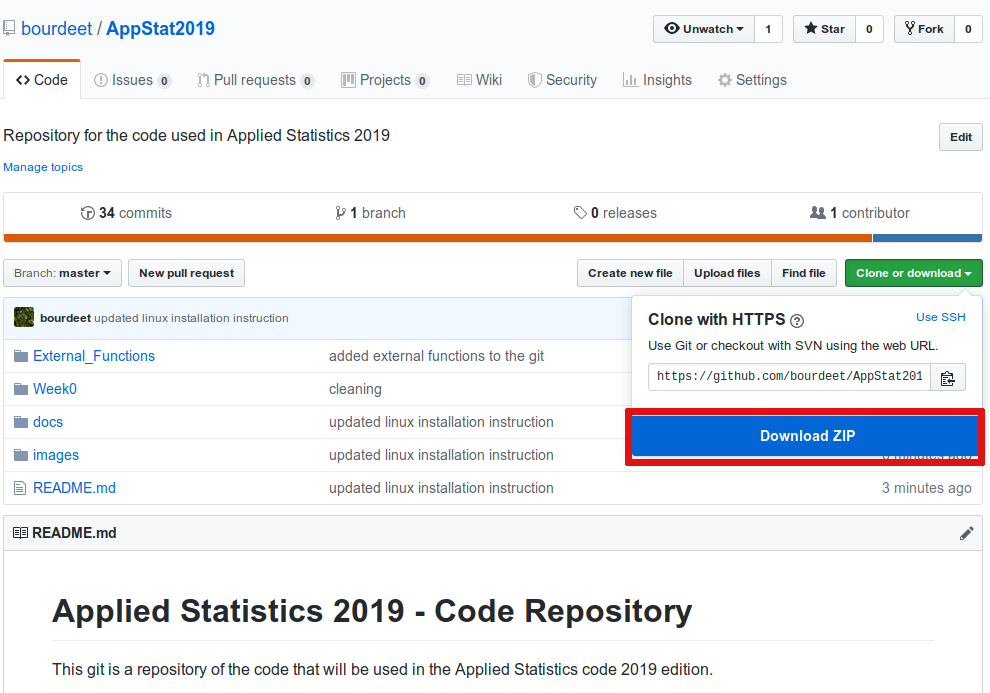 bourdeet / AppStat2019 Unwatch 1 Star 0 Fork 0
Code Issues 0 Pull requests 0 Projects 0 Wiki Security Insights Settings
Repository for the code used in Applied Statistics 2019 Edit
Manage topics
34 commits 1 branch 0 releases 1 contributor
Branch: master New pull request Create new file Upload files Find file Clone or download
bourdeet updated linux installation instruction
Clone with HTTPS ? Use SSH
Use Git or checkout with SVN using the web URL.
https://github.com/bourdeet/AppStat201
Download ZIP
External_Functions added external functions to the git
Week0 cleaning
docs updated linux installation instruction
images updated linux installation instruction
README.md updated linux installation instruction 3 minutes ago
README.md
Applied Statistics 2019 - Code Repository
This git is a repository of the code that will be used in the Applied Statistics code 2019 edition.